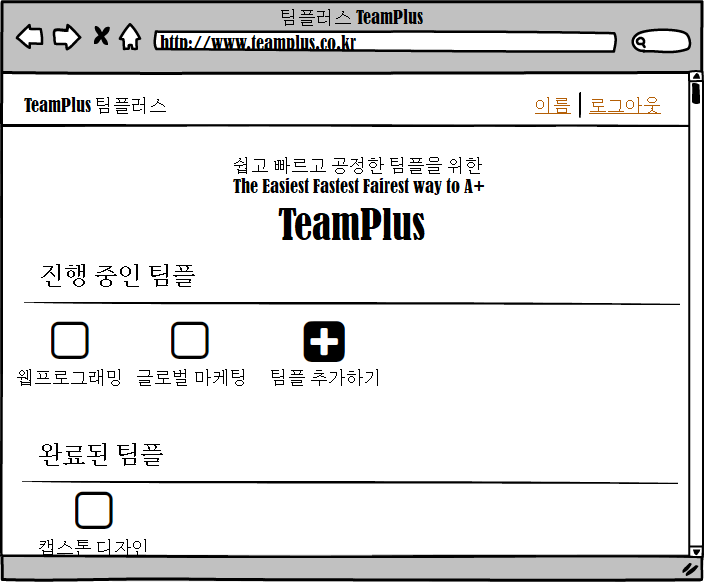 팀플러스 TeamPlus
http://www.teamplus.co.kr
TeamPlus 팀플러스
이름 | 로그아웃
쉽고 빠르고 공정한 팀플을 위한
The Easiest Fastest Fairest way to A+
TeamPlus
진행 중인 팀플
웹프로그래밍 글로벌 마케팅 팀플 추가하기
완료된 팀플
캡스톤 디자인